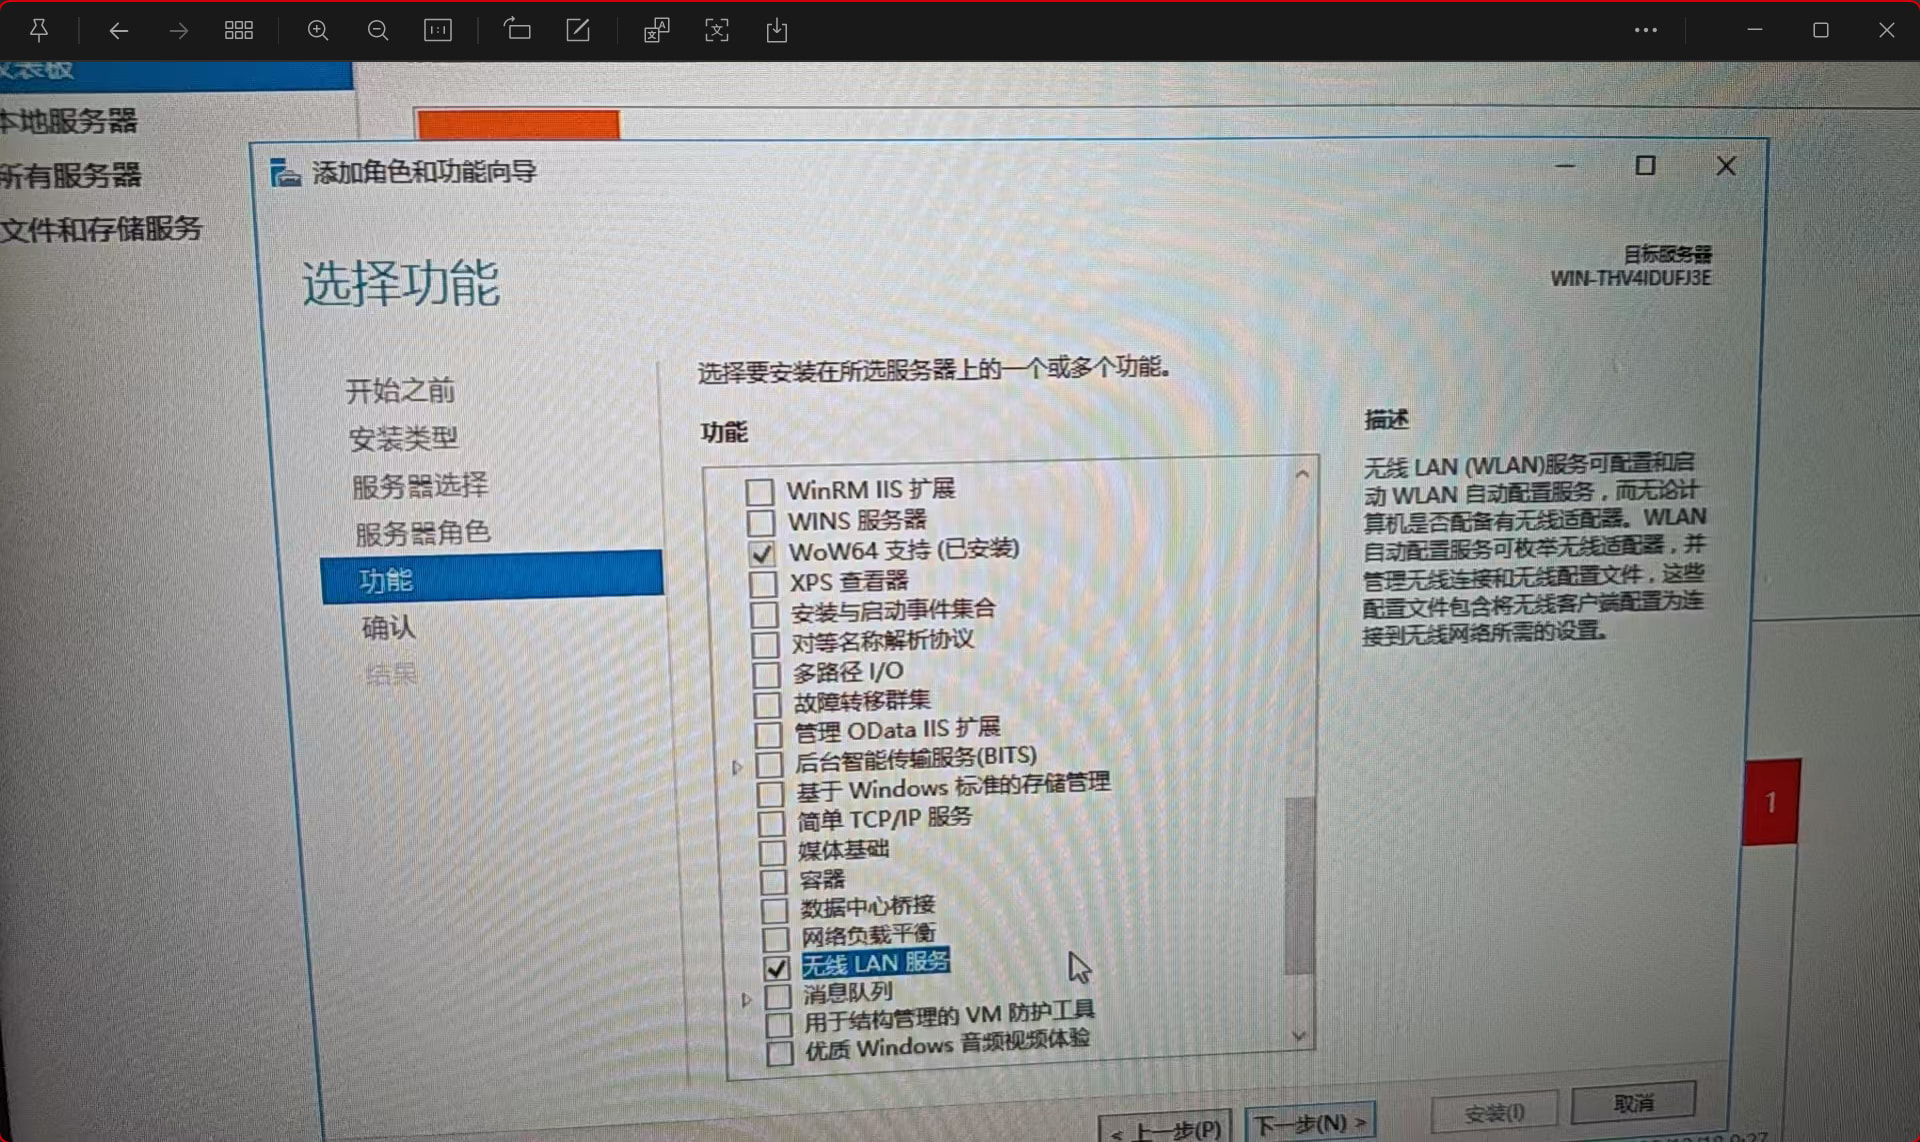 本地服务器
所有服务器
文件和存储服务
添加角色和功能向导
选择功能
目标服务器
WIN-THV4IDUFJ3E
开始之前
安装类型
服务器选择
服务器角色
功能
确认
结果
选择要安装在所选服务器上的一个或多个功能。
功能
WinRM IIS 扩展
WINS 服务器
WoW64 支持 (已安装)
XPS 查看器
安装与启动事件集合
对等名称解析协议
多路径 I/O
故障转移群集
管理 OData IIS 扩展
后台智能传输服务(BITS)
基于 Windows 标准的存储管理
简单 TCP/IP 服务
媒体基础
容器
数据中心桥接
网络负载平衡
无线 LAN 服务
消息队列
用于结构管理的 VM 防护工具
优质 Windows 音频视频体验
描述
无线 LAN (WLAN)服务可配置和启
动 WLAN 自动配置服务，而无论计
算机是否配备有无线适配器。WLAN
自动配置服务可枚举无线适配器，并
管理无线连接和无线配置文件，这些
配置文件包含将无线客户端配置为连
接到无线网络所需的设置。
1
< 上一步(P)
下一步(N) >
安装(I)
取消